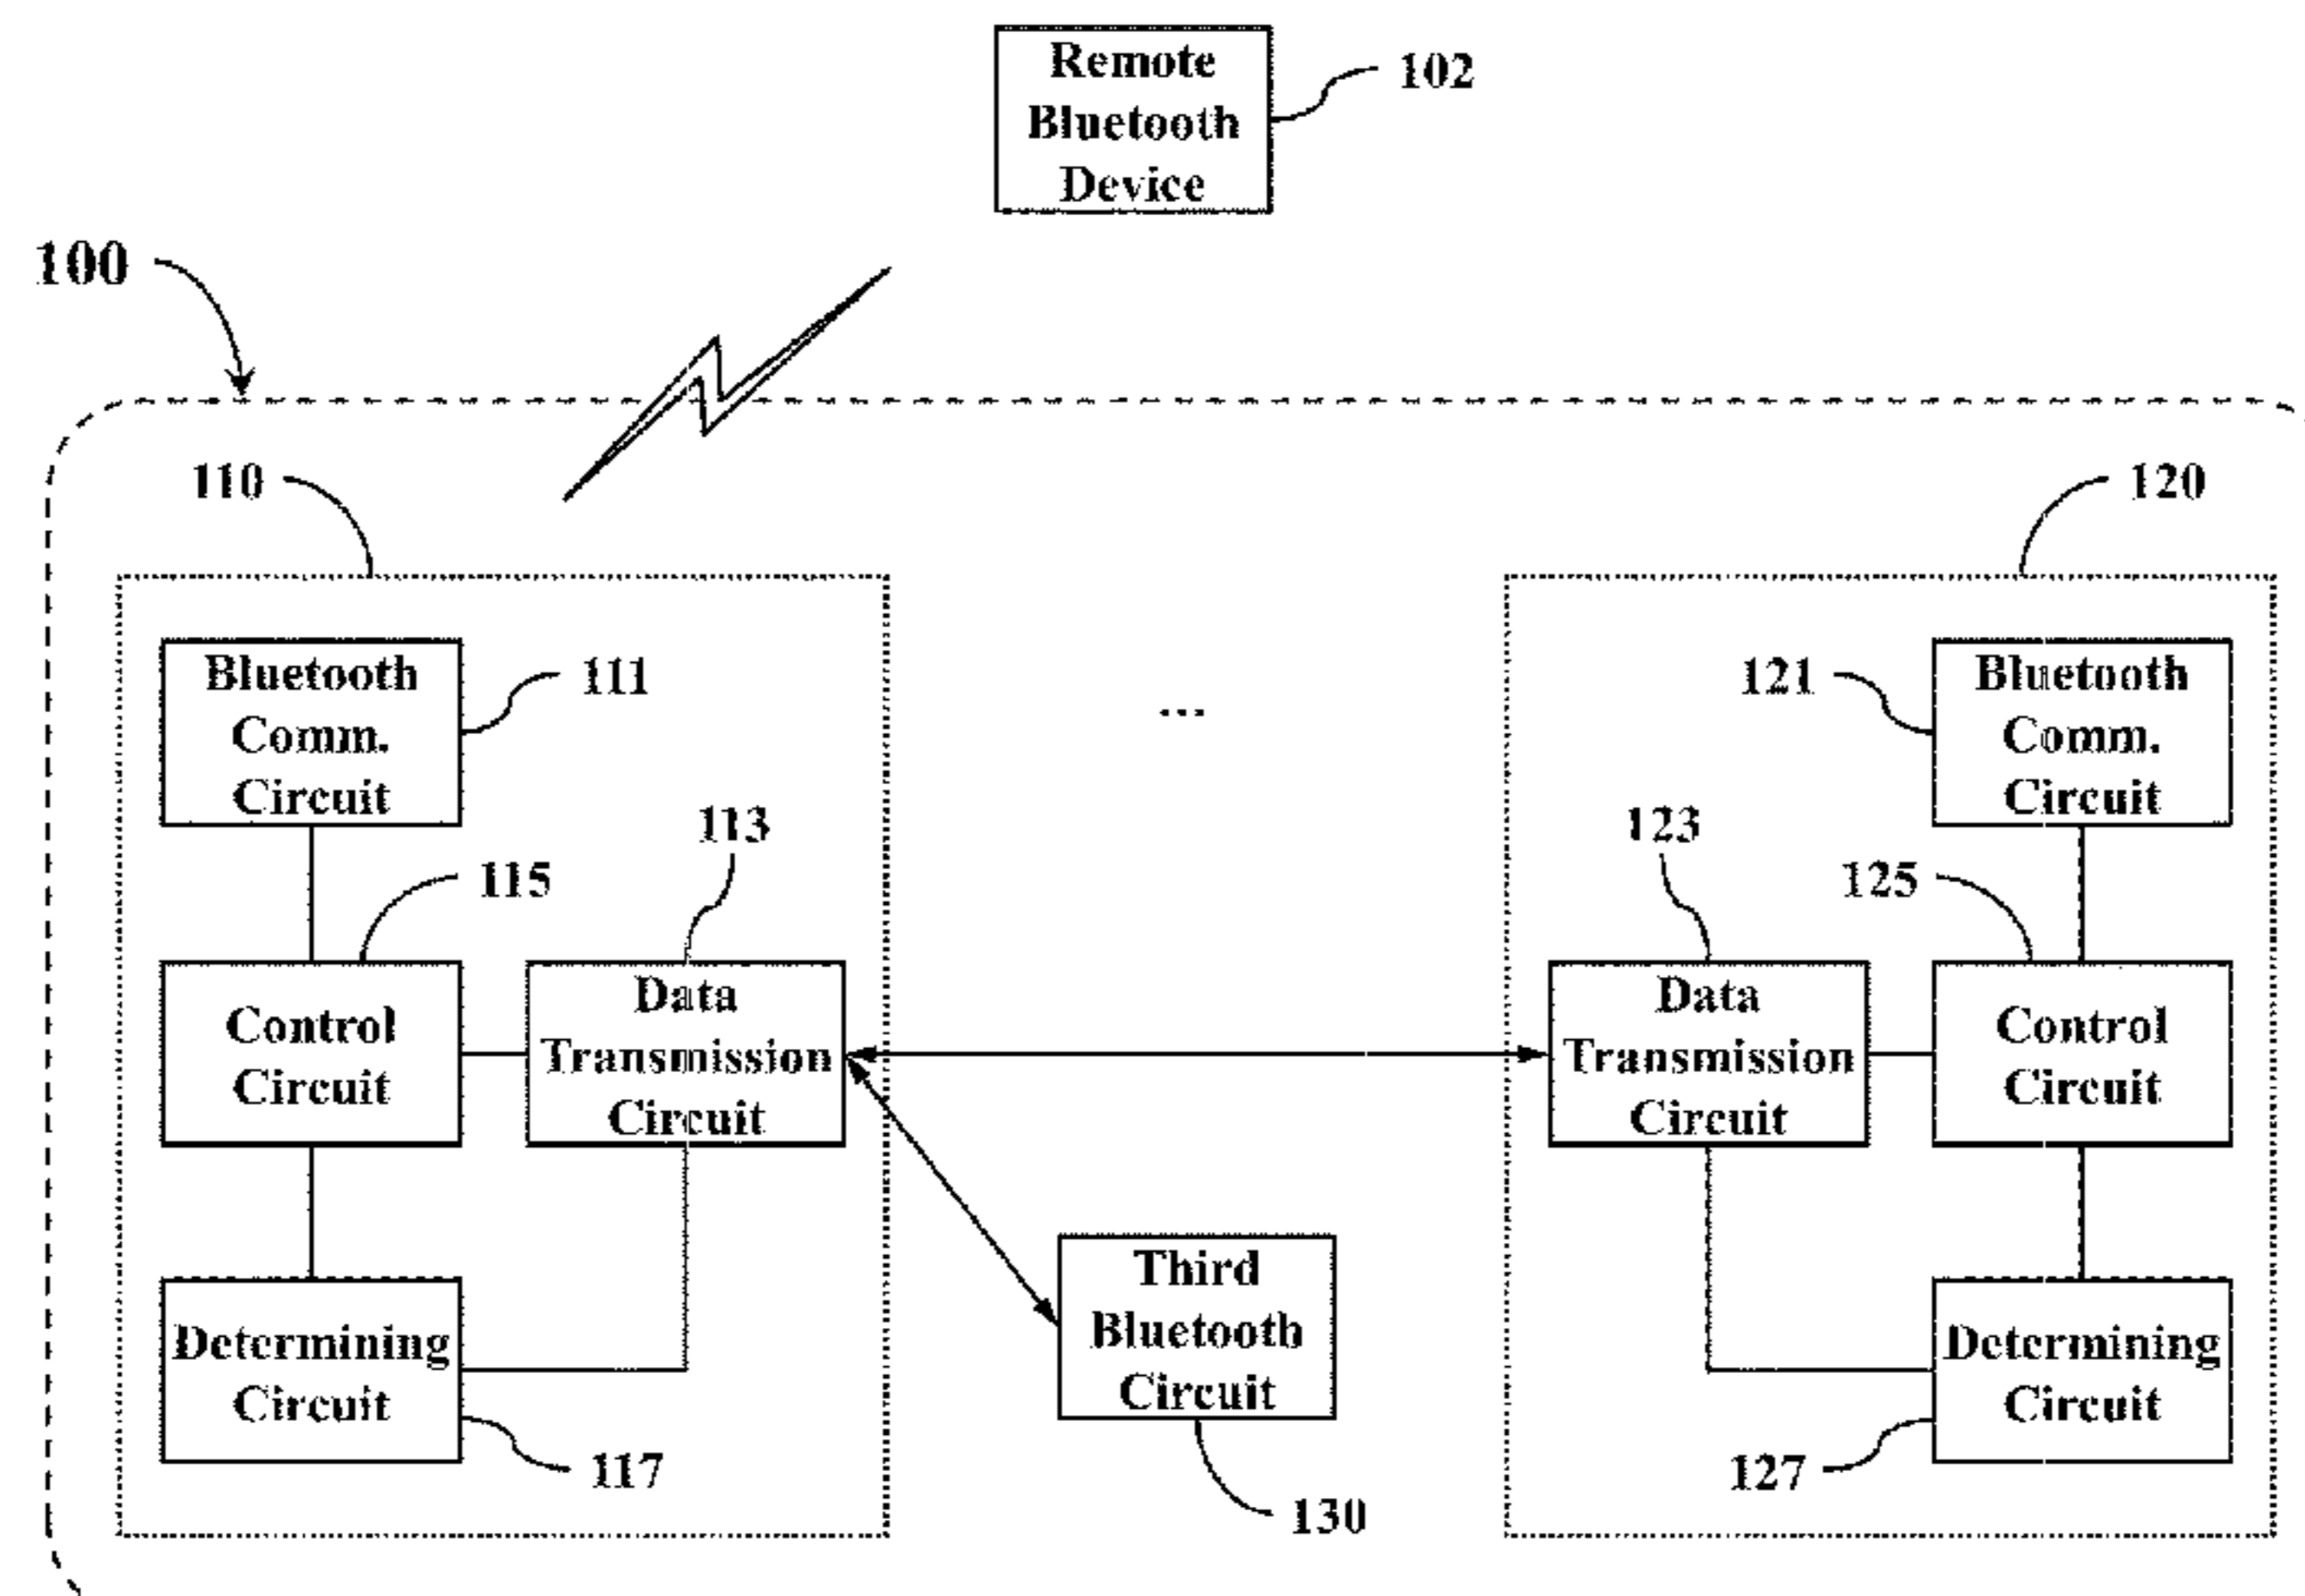 Remote
Bluetooth
Device
102
100
110
120
Bluetooth
Comm.
Circuit
111
...
121
Bluetooth
Comm.
Circuit
113
123
115
125
Control
Circuit
Data
Transmission
Circuit
Data
Transmission
Circuit
Control
Circuit
Third
Bluetooth
Circuit
Determining
Circuit
Determining
Circuit
117
127
130